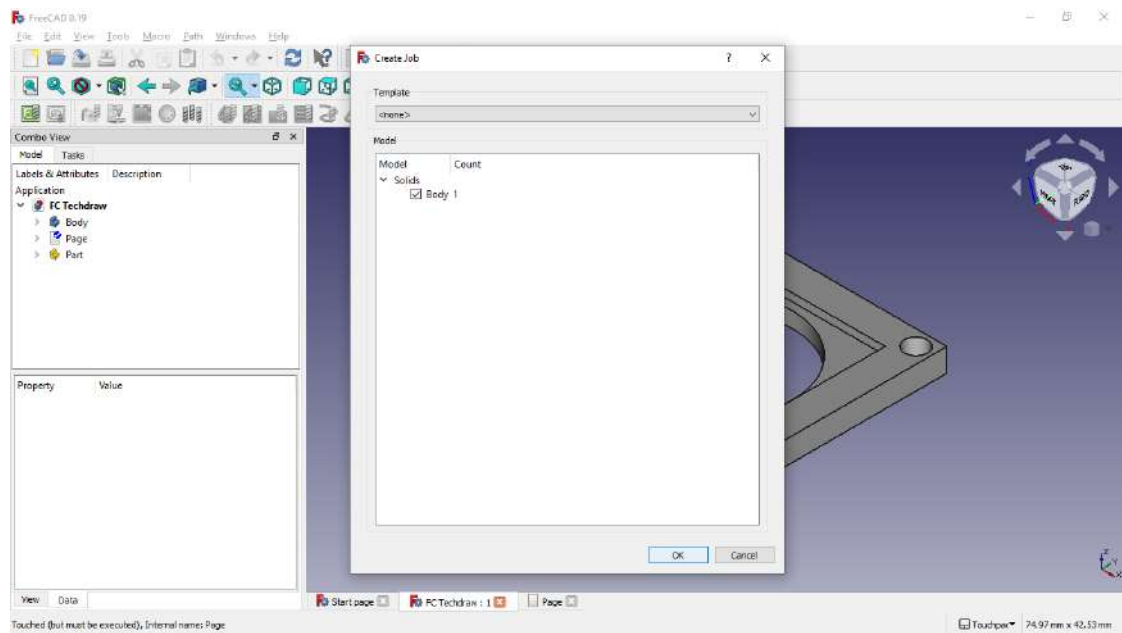 FreeCAD 0.19
File Edit View Tools Macro Path Windows Help
Create Job
?
Template
<none>
Combo View
Model
Model Tasks
Model Count
Labels & Attributes Description
Solids
Application
Body 1
FC Techdraw
Body
Page
Part
Property Value
OK Cancel
View Data
Start page
FC Techdraw : 1
Page
Touched (but must be executed), Internal name: Page
74.97 mm x 42.53 mm